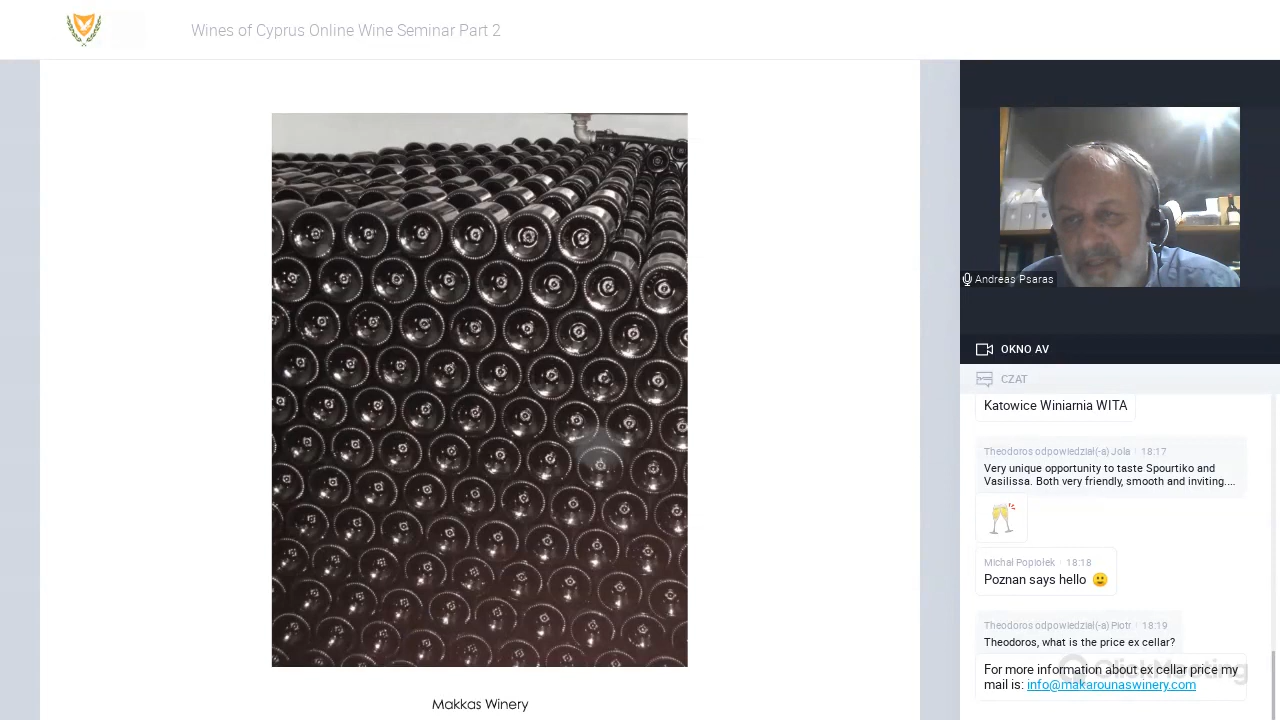 Wines of Cyprus Online Wine Seminar Part 2
Makkas Winery
Andreas Psaras
OKNO AV
CZAT
Katowice Winiarnia WITA
Theodoros odpowiedział(-a) Jola 18:17
Very unique opportunity to taste Spourtiko and
Vasilissa. Both very friendly, smooth and inviting....
Michał Popiołek 18:18
Poznan says hello 🙂
Theodoros odpowiedział(-a) Piotr 18:19
Theodoros, what is the price ex cellar?
For more information about ex cellar price my
mail is: info@makarounaswinery.com
ClickMeeting